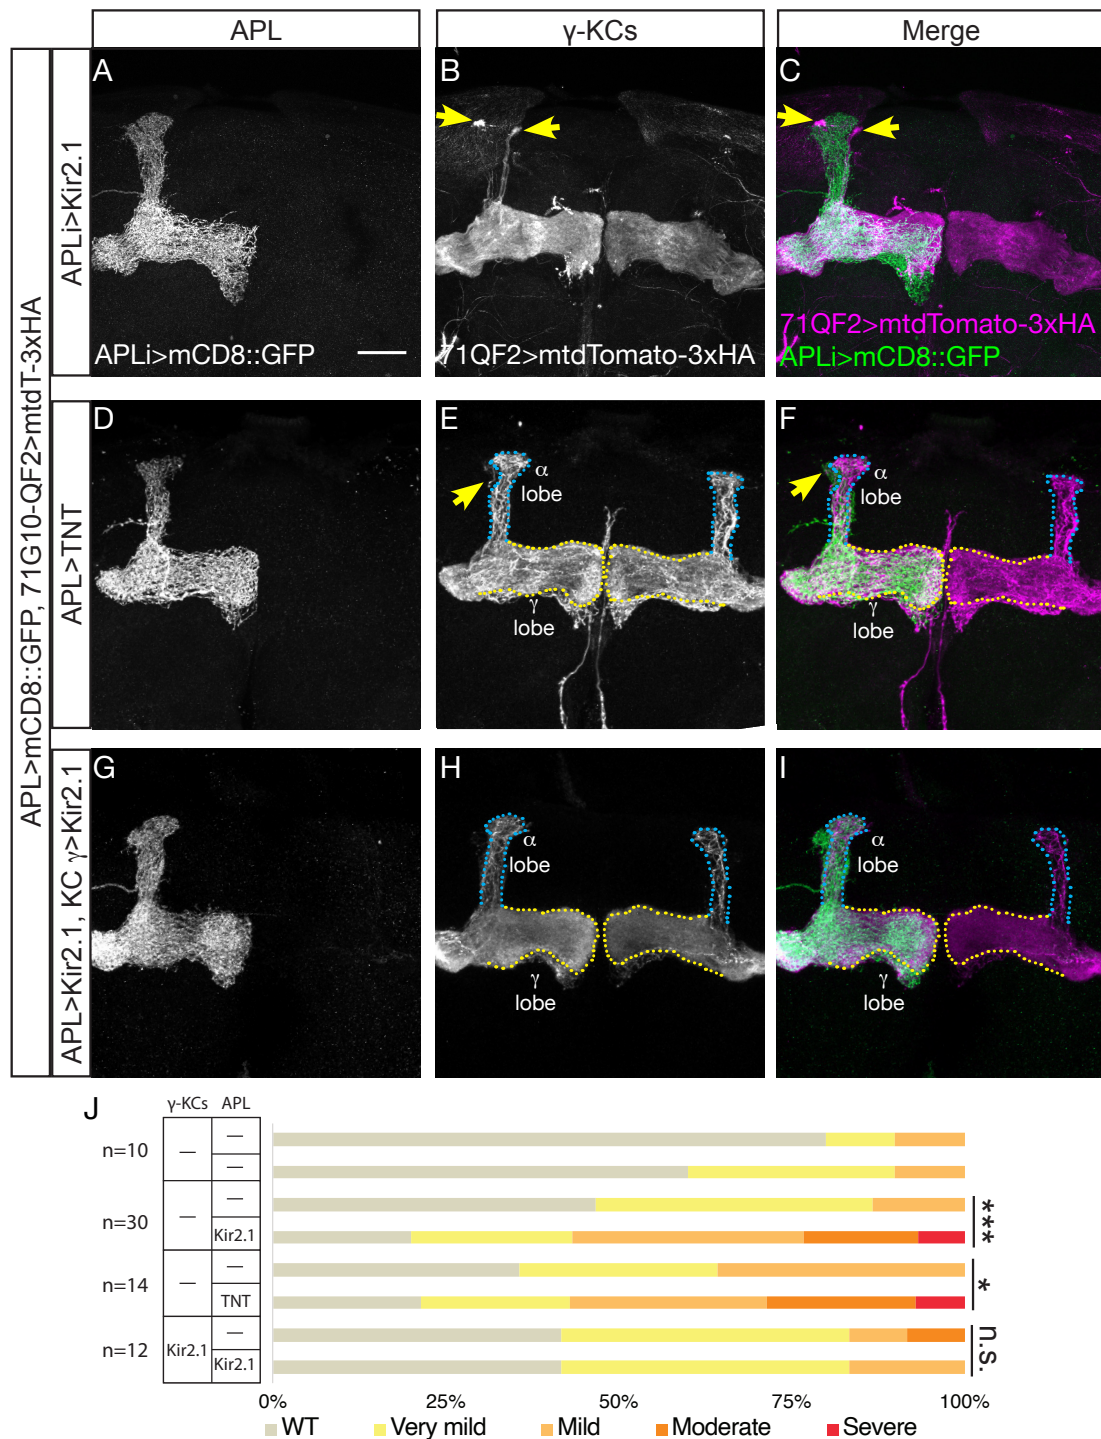 APL
γ-KCs
Merge
APL>mCD8::GFP, 71G10-QF2>mtdT-3xHA
APLi>Kir2.1
A
APLi>mCD8::GFP
B
71QF2>mtdTomato-3xHA
C
71QF2>mtdTomato-3xHA
APLi>mCD8::GFP
APL>TNT
D
E
α
lobe
γ
lobe
F
α
lobe
γ
lobe
APL>Kir2.1, KC γ>Kir2.1
G
H
α
lobe
γ
lobe
I
α
lobe
γ
lobe
J
γ-KCs APL
n=10 — —
—
n=30 — —
Kir2.1
***
n=14 — —
TNT
*
n=12 Kir2.1 —
Kir2.1
n.s.
0% 25% 50% 75% 100%
WT Very mild Mild Moderate Severe